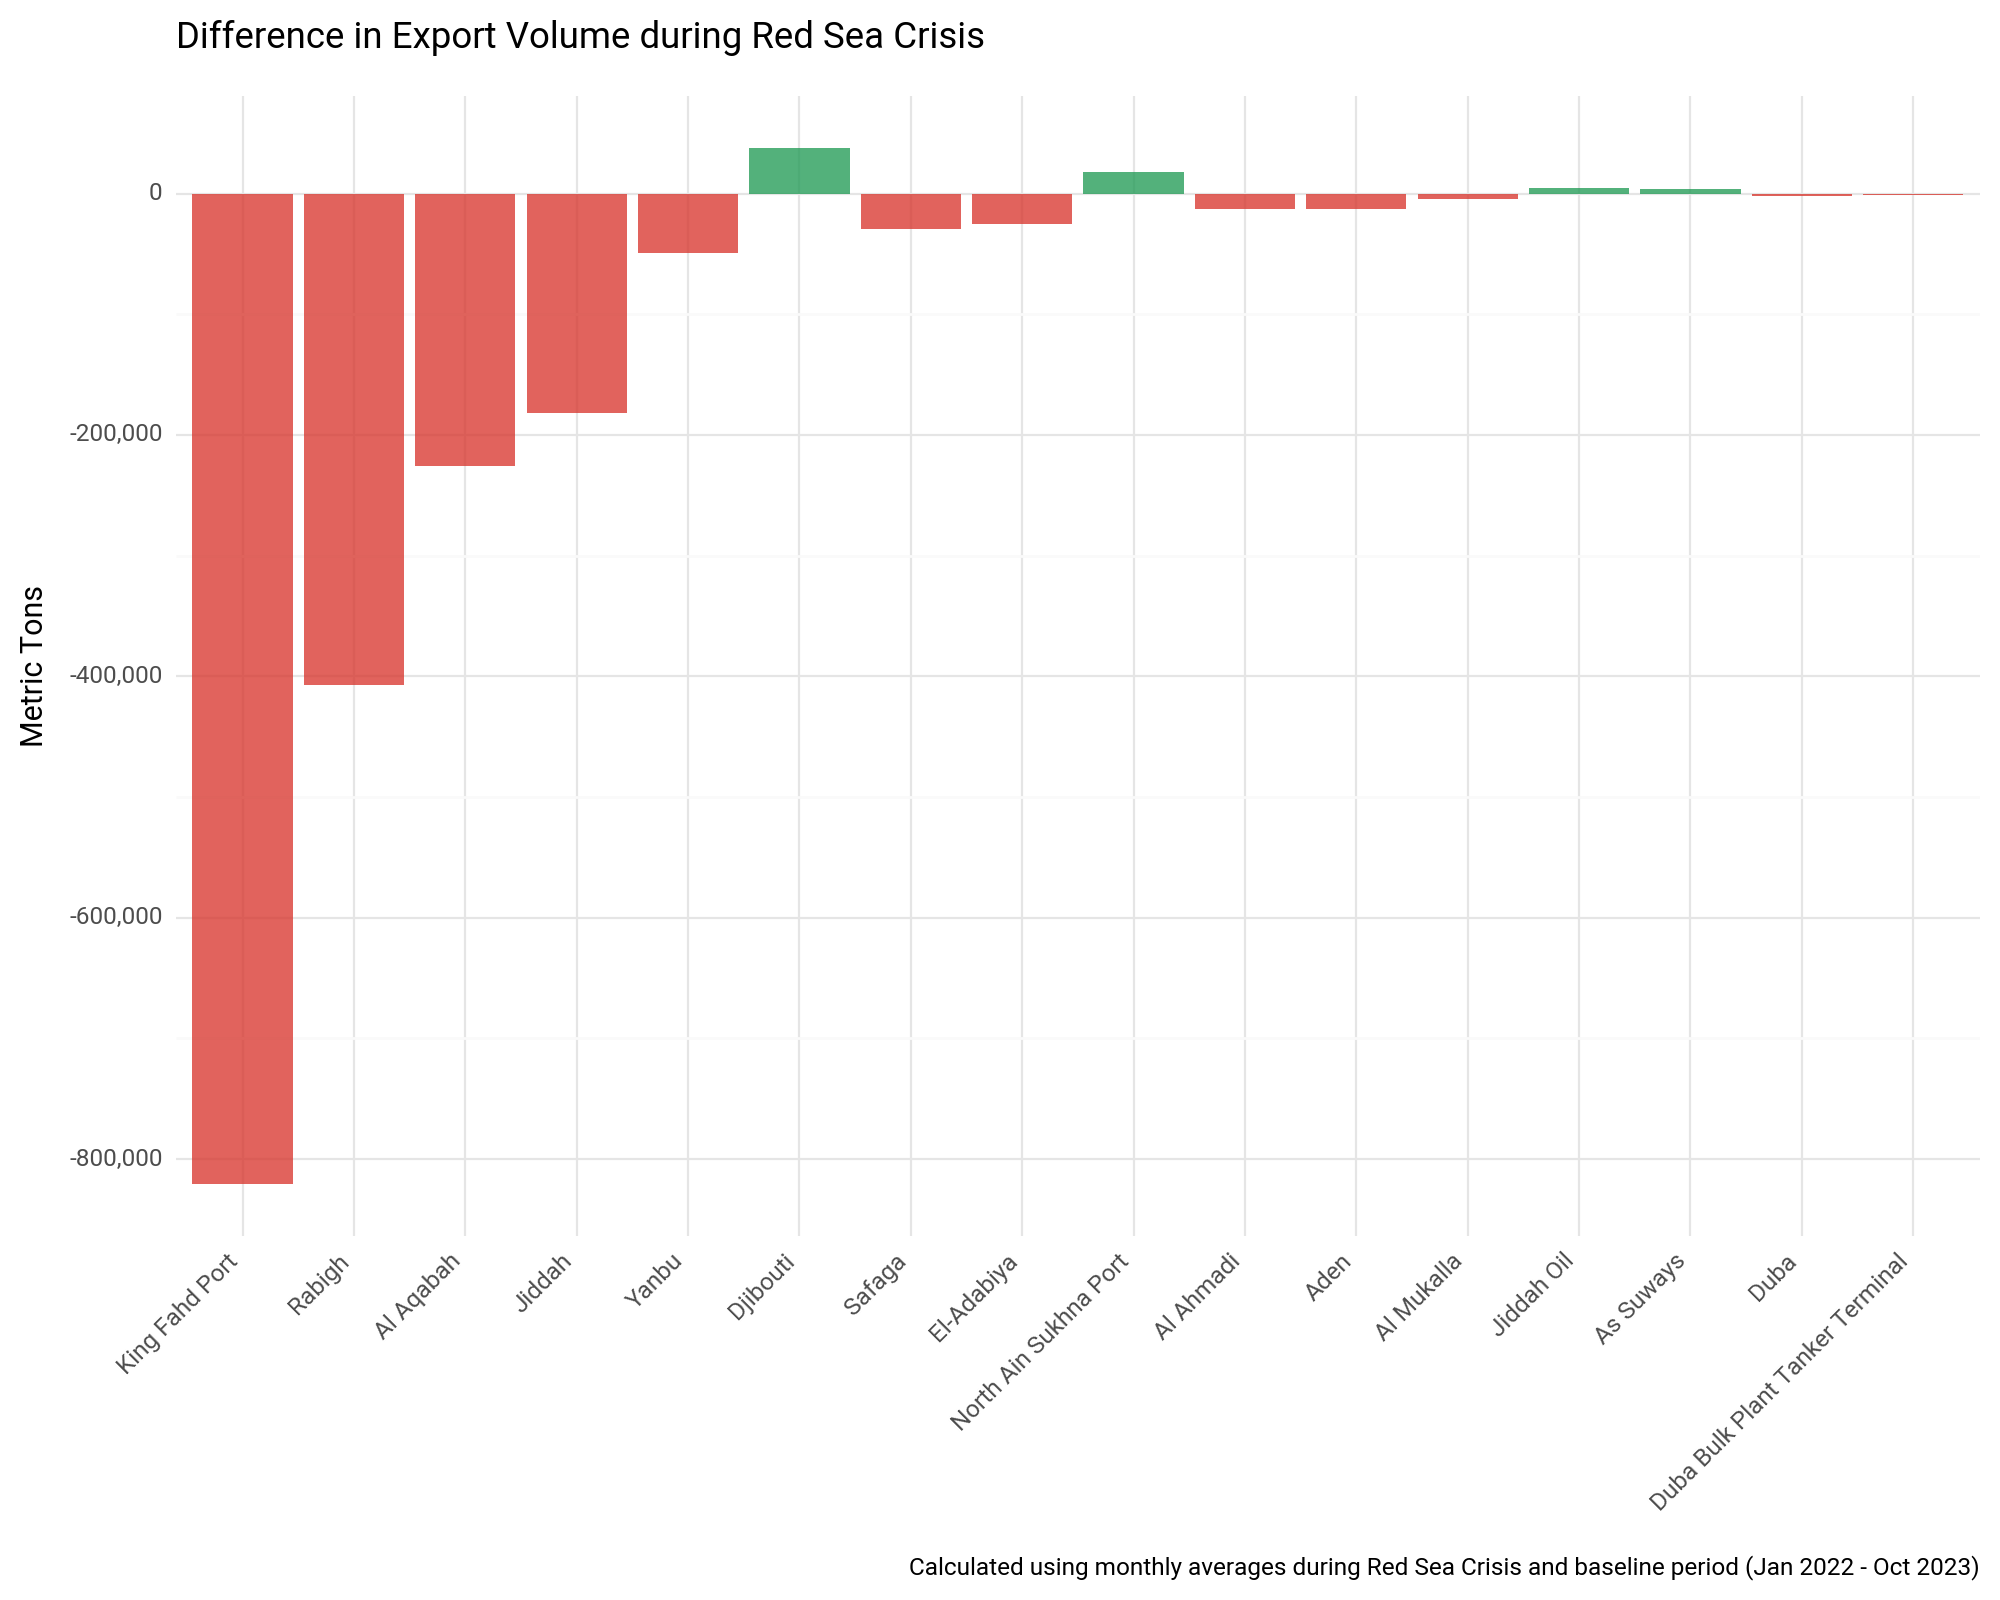 Difference in Export Volume during Red Sea Crisis
Metric Tons
0
-200,000
-400,000
-600,000
-800,000
King Fahd Port
Rabigh
Al Aqabah
Jiddah
Yanbu
Djibouti
Safaga
El-Adabiya
North Ain Sukhna Port
Al Ahmadi
Aden
Al Mukalla
Jiddah Oil
As Suways
Duba
Duba Bulk Plant Tanker Terminal
Calculated using monthly averages during Red Sea Crisis and baseline period (Jan 2022 - Oct 2023)